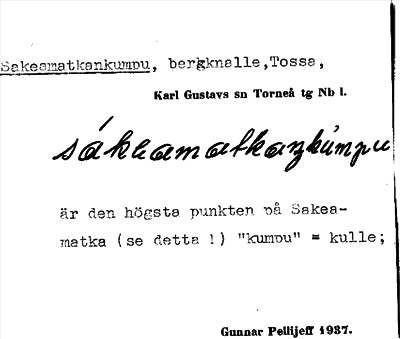 Sakeamatkankumpu, bergknalle, Tossa,
Karl Gustavs sn Torneå tg Nb l.
sákeamatkaŋkùmpu
är den högsta punkten på Sakea-
matka (se detta !) "kumpu" = kulle;
Gunnar Pellijeff 1937.